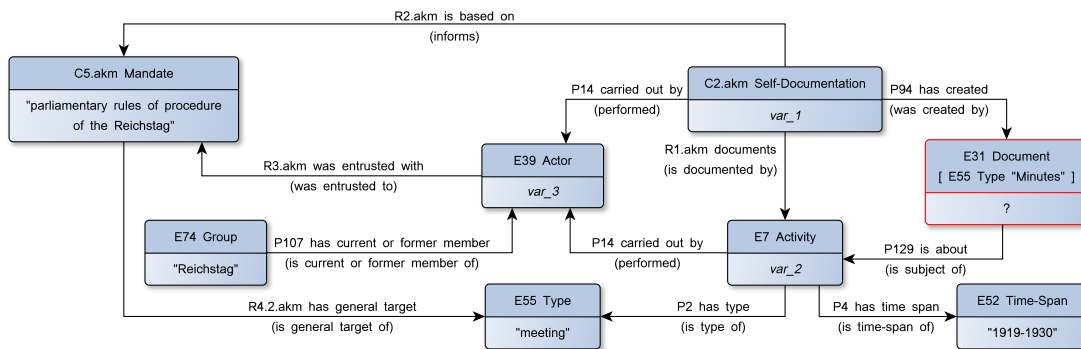 R2.akm is based on
(informs)
C5.akm Mandate
"parliamentary rules of procedure
of the Reichstag"
C2.akm Self-Documentation
var_1
P14 carried out by
(performed)
P94 has created
(was created by)
R1.akm documents
(is documented by)
E31 Document
[ E55 Type "Minutes" ]
?
E39 Actor
var_3
R3.akm was entrusted with
(was entrusted to)
E74 Group
"Reichstag"
P107 has current or former member
(is current or former member of)
P14 carried out by
(performed)
E7 Activity
var_2
P129 is about
(is subject of)
R4.2.akm has general target
(is general target of)
E55 Type
"meeting"
P2 has type
(is type of)
P4 has time span
(is time-span of)
E52 Time-Span
"1919-1930"